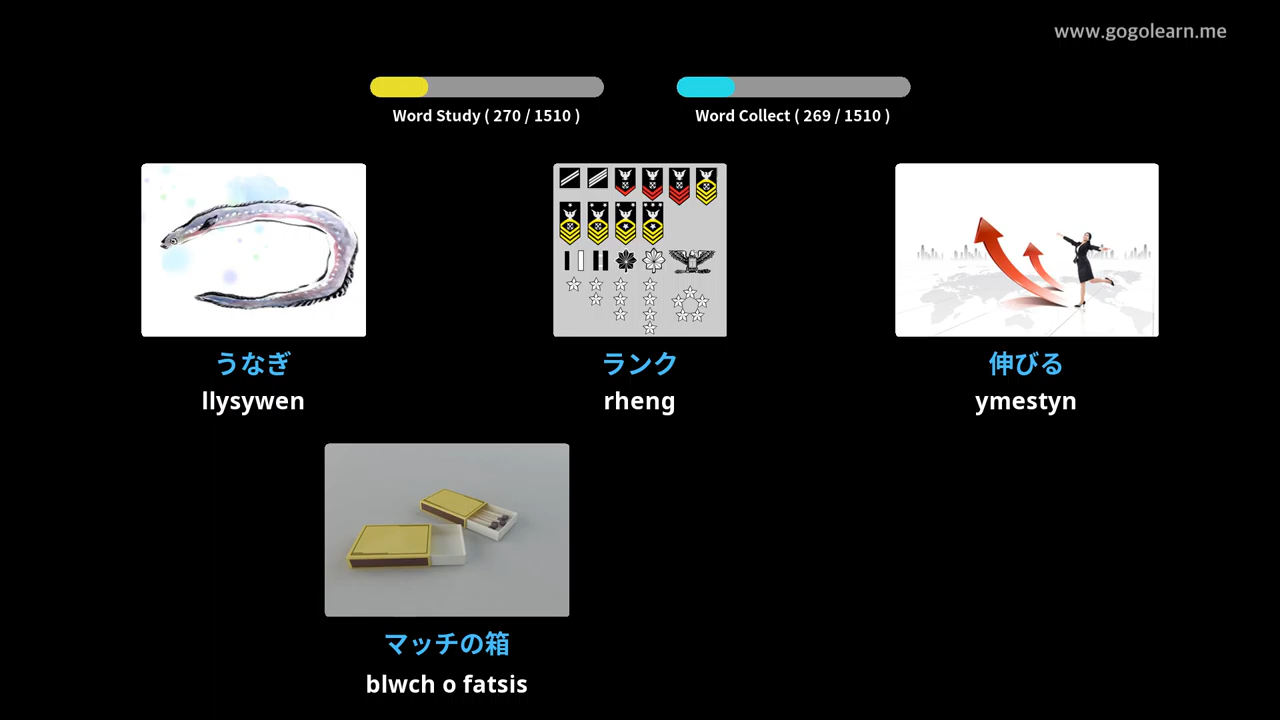 www.gogolearn.me
Word Study ( 270 / 1510 )
Word Collect ( 269 / 1510 )
うなぎ
llysywen
ランク
rheng
伸びる
ymestyn
マッチの箱
blwch o fatsis